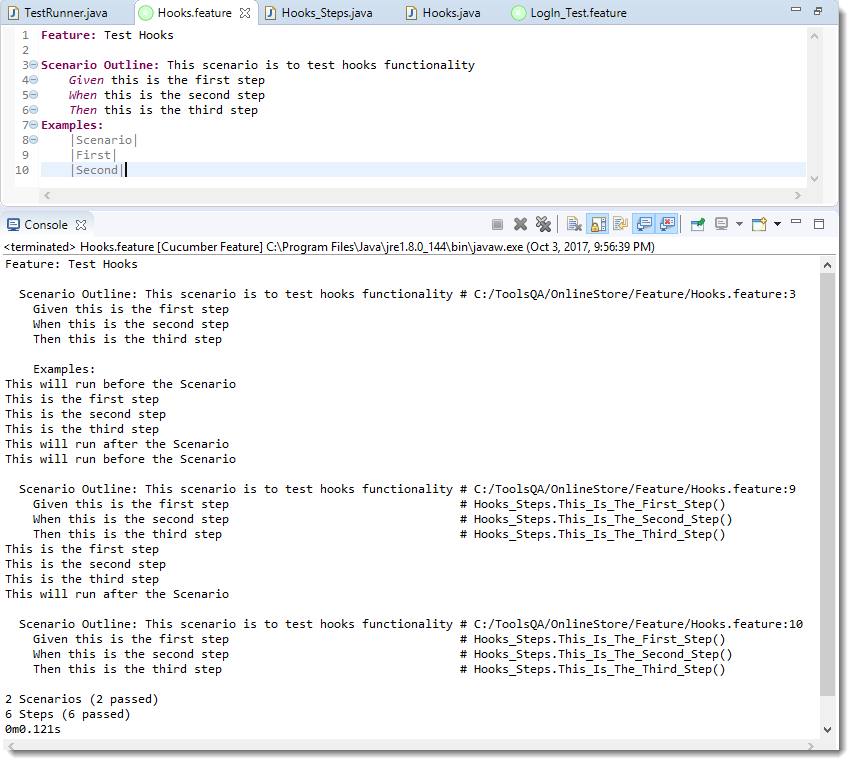 TestRunner.java Hooks.feature Hooks_Steps.java Hooks.java LogIn_Test.feature
1 Feature: Test Hooks
2
3 Scenario Outline: This scenario is to test hooks functionality
4 Given this is the first step
5 When this is the second step
6 Then this is the third step
7 Examples:
8 |Scenario|
9 |First|
10 |Second|
Console
<terminated> Hooks.feature [Cucumber Feature] C:\Program Files\Java\jre1.8.0_144\bin\javaw.exe (Oct 3, 2017, 9:56:39 PM)
Feature: Test Hooks
Scenario Outline: This scenario is to test hooks functionality # C:/ToolsQA/OnlineStore/Feature/Hooks.feature:3
Given this is the first step
When this is the second step
Then this is the third step
Examples:
This will run before the Scenario
This is the first step
This is the second step
This is the third step
This will run after the Scenario
This will run before the Scenario
Scenario Outline: This scenario is to test hooks functionality # C:/ToolsQA/OnlineStore/Feature/Hooks.feature:9
Given this is the first step # Hooks_Steps.This_Is_The_First_Step()
When this is the second step # Hooks_Steps.This_Is_The_Second_Step()
Then this is the third step # Hooks_Steps.This_Is_The_Third_Step()
This is the first step
This is the second step
This is the third step
This will run after the Scenario
Scenario Outline: This scenario is to test hooks functionality # C:/ToolsQA/OnlineStore/Feature/Hooks.feature:10
Given this is the first step # Hooks_Steps.This_Is_The_First_Step()
When this is the second step # Hooks_Steps.This_Is_The_Second_Step()
Then this is the third step # Hooks_Steps.This_Is_The_Third_Step()
2 Scenarios (2 passed)
6 Steps (6 passed)
0m0.121s